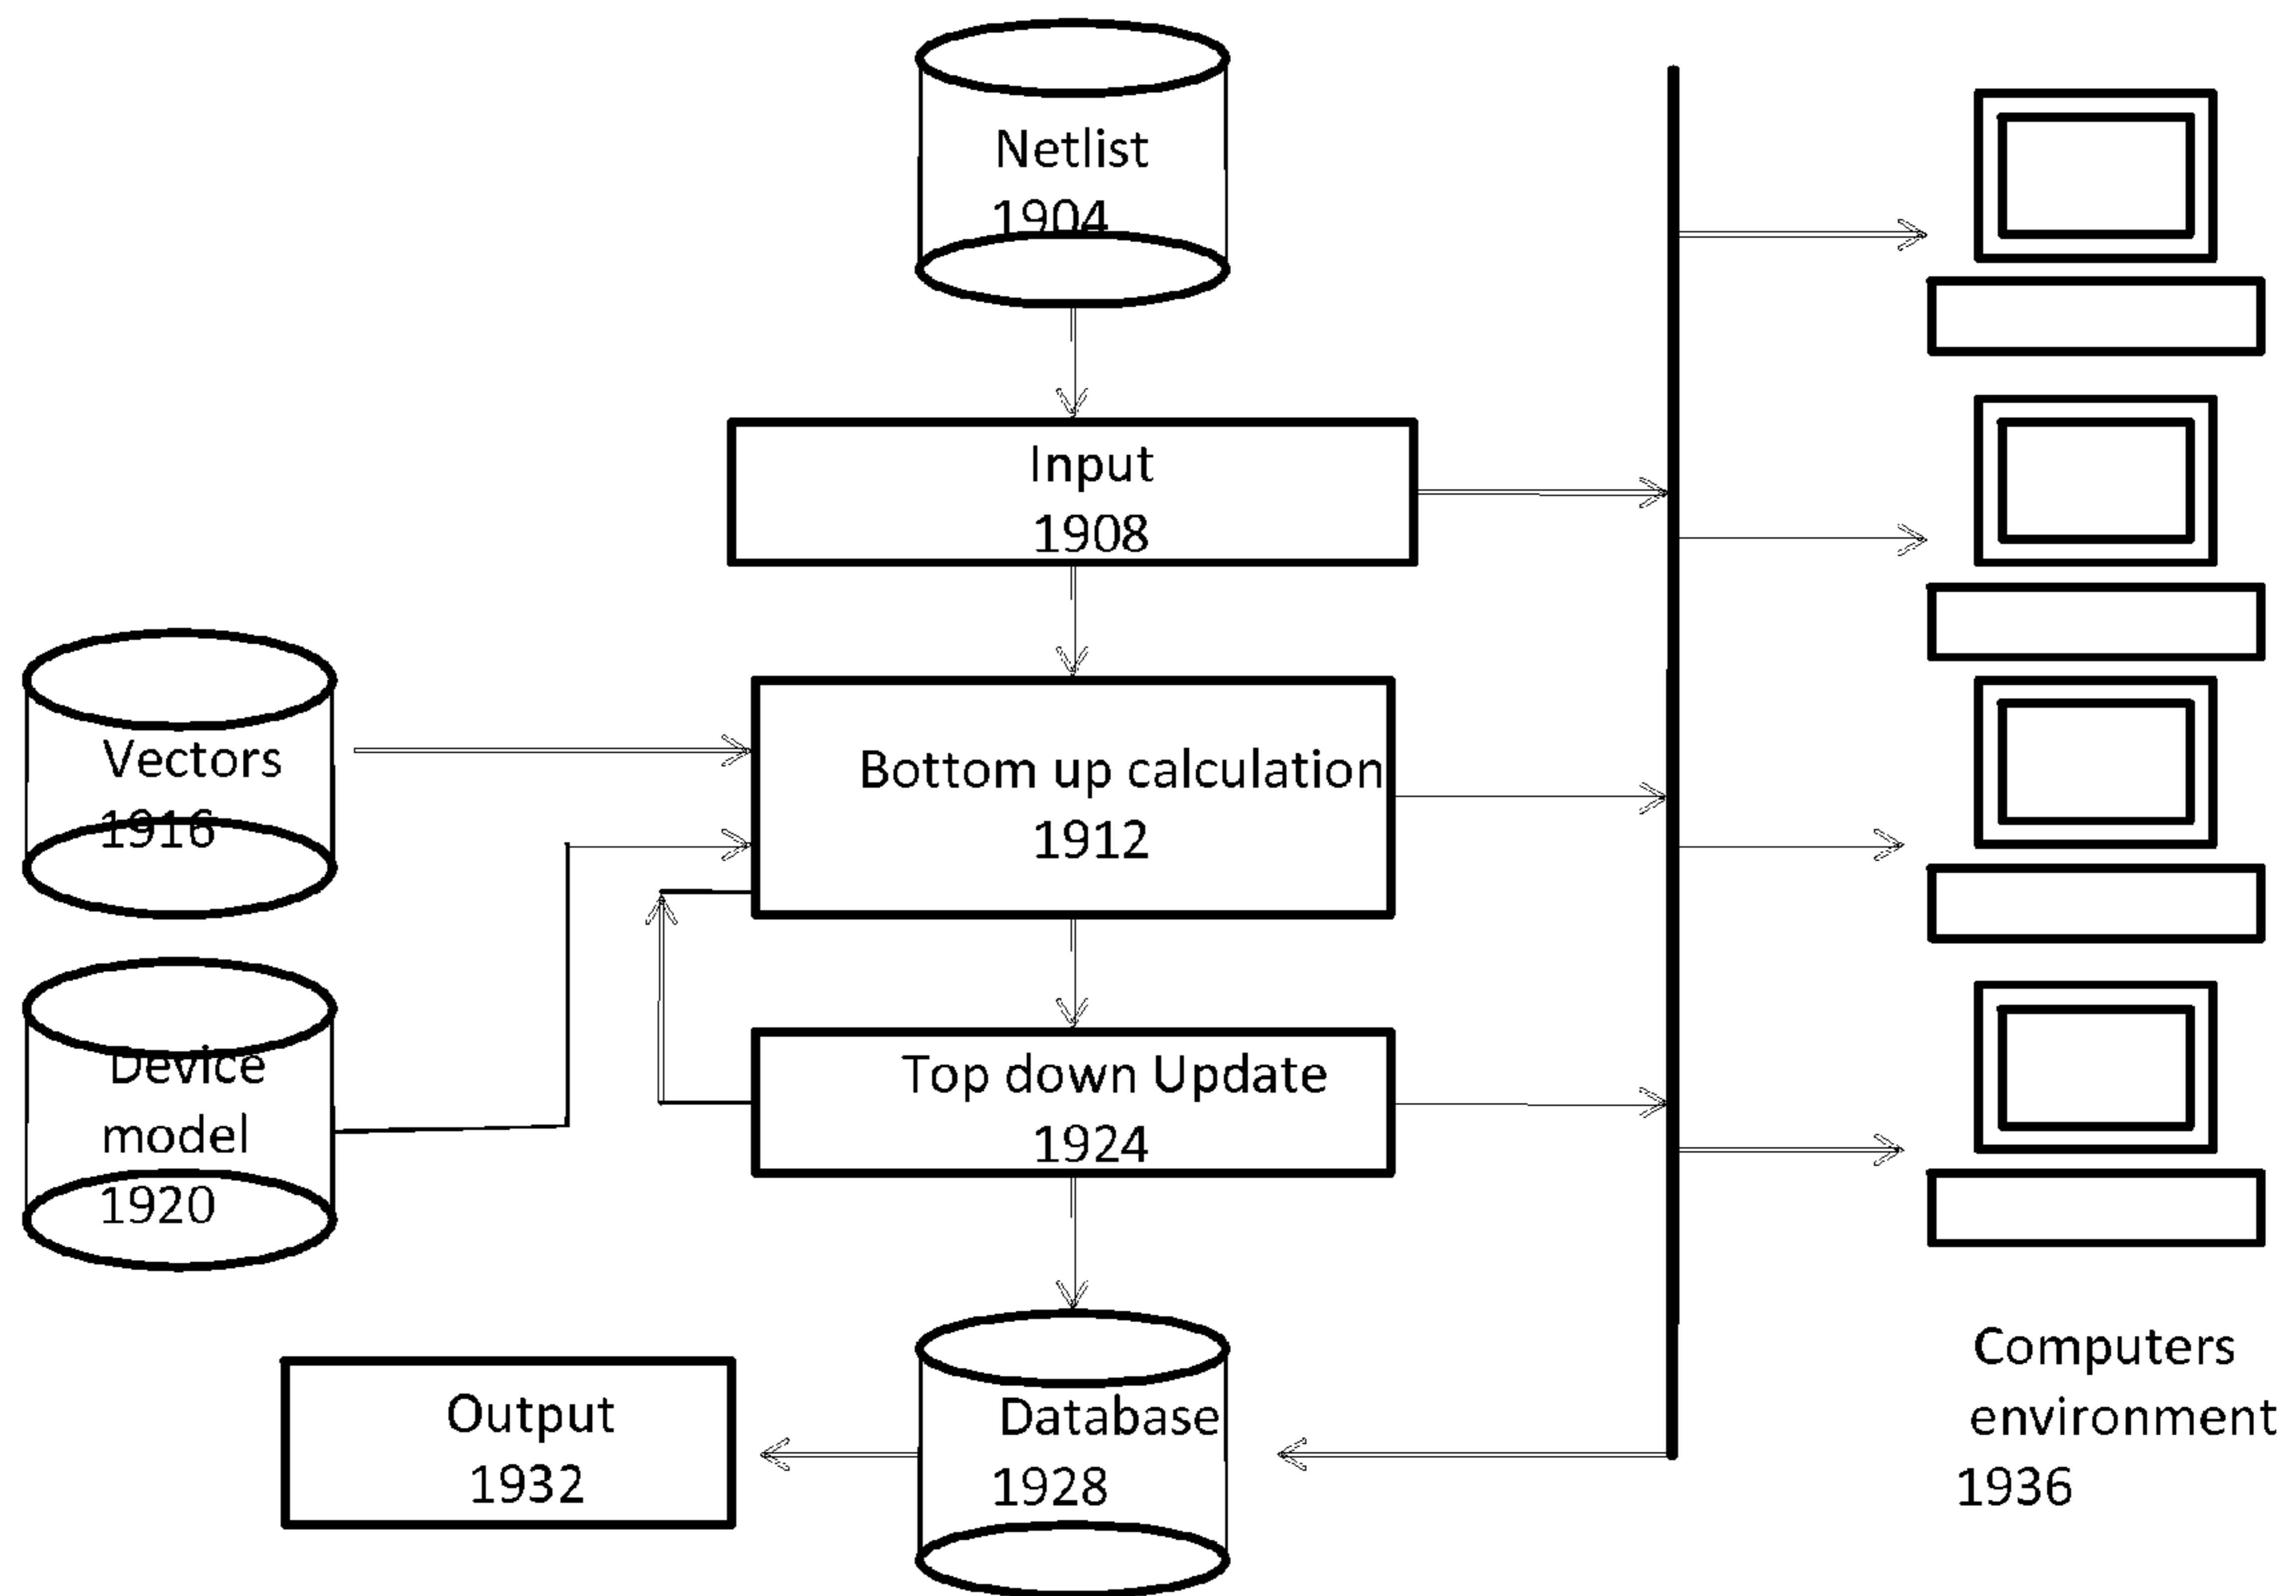 Netlist
1904
Input
1908
Vectors
1916
Bottom up calculation
1912
Device
model
1920
Top down Update
1924
Output
1932
Database
1928
Computers
environment
1936